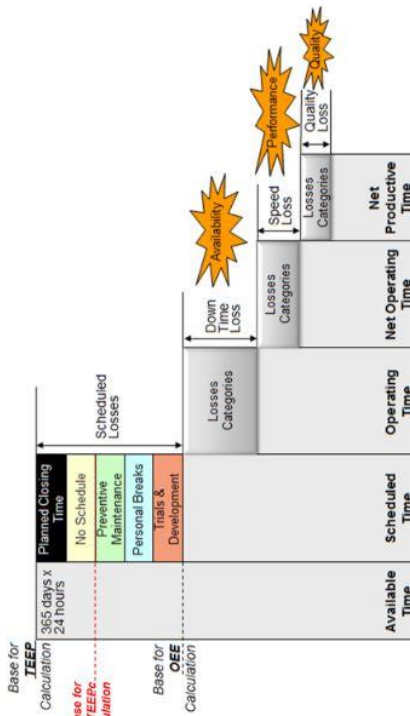 Base for
TEEP
Calculation
365 days x
24 hours
Available
Time
Base for
OEE
Calculation
Planned Closing
Time
No Schedule
Preventive
Maintenance
Personal Breaks
Trials &
Development
Scheduled
Time
Scheduled
Losses
Losses
Categories
Operating
Time
Down
Time
Loss
Availability
Losses
Categories
Net Operating
Time
Speed
Loss
Performance
Losses
Categories
Net
Productive
Time
Quality
Loss
Quality